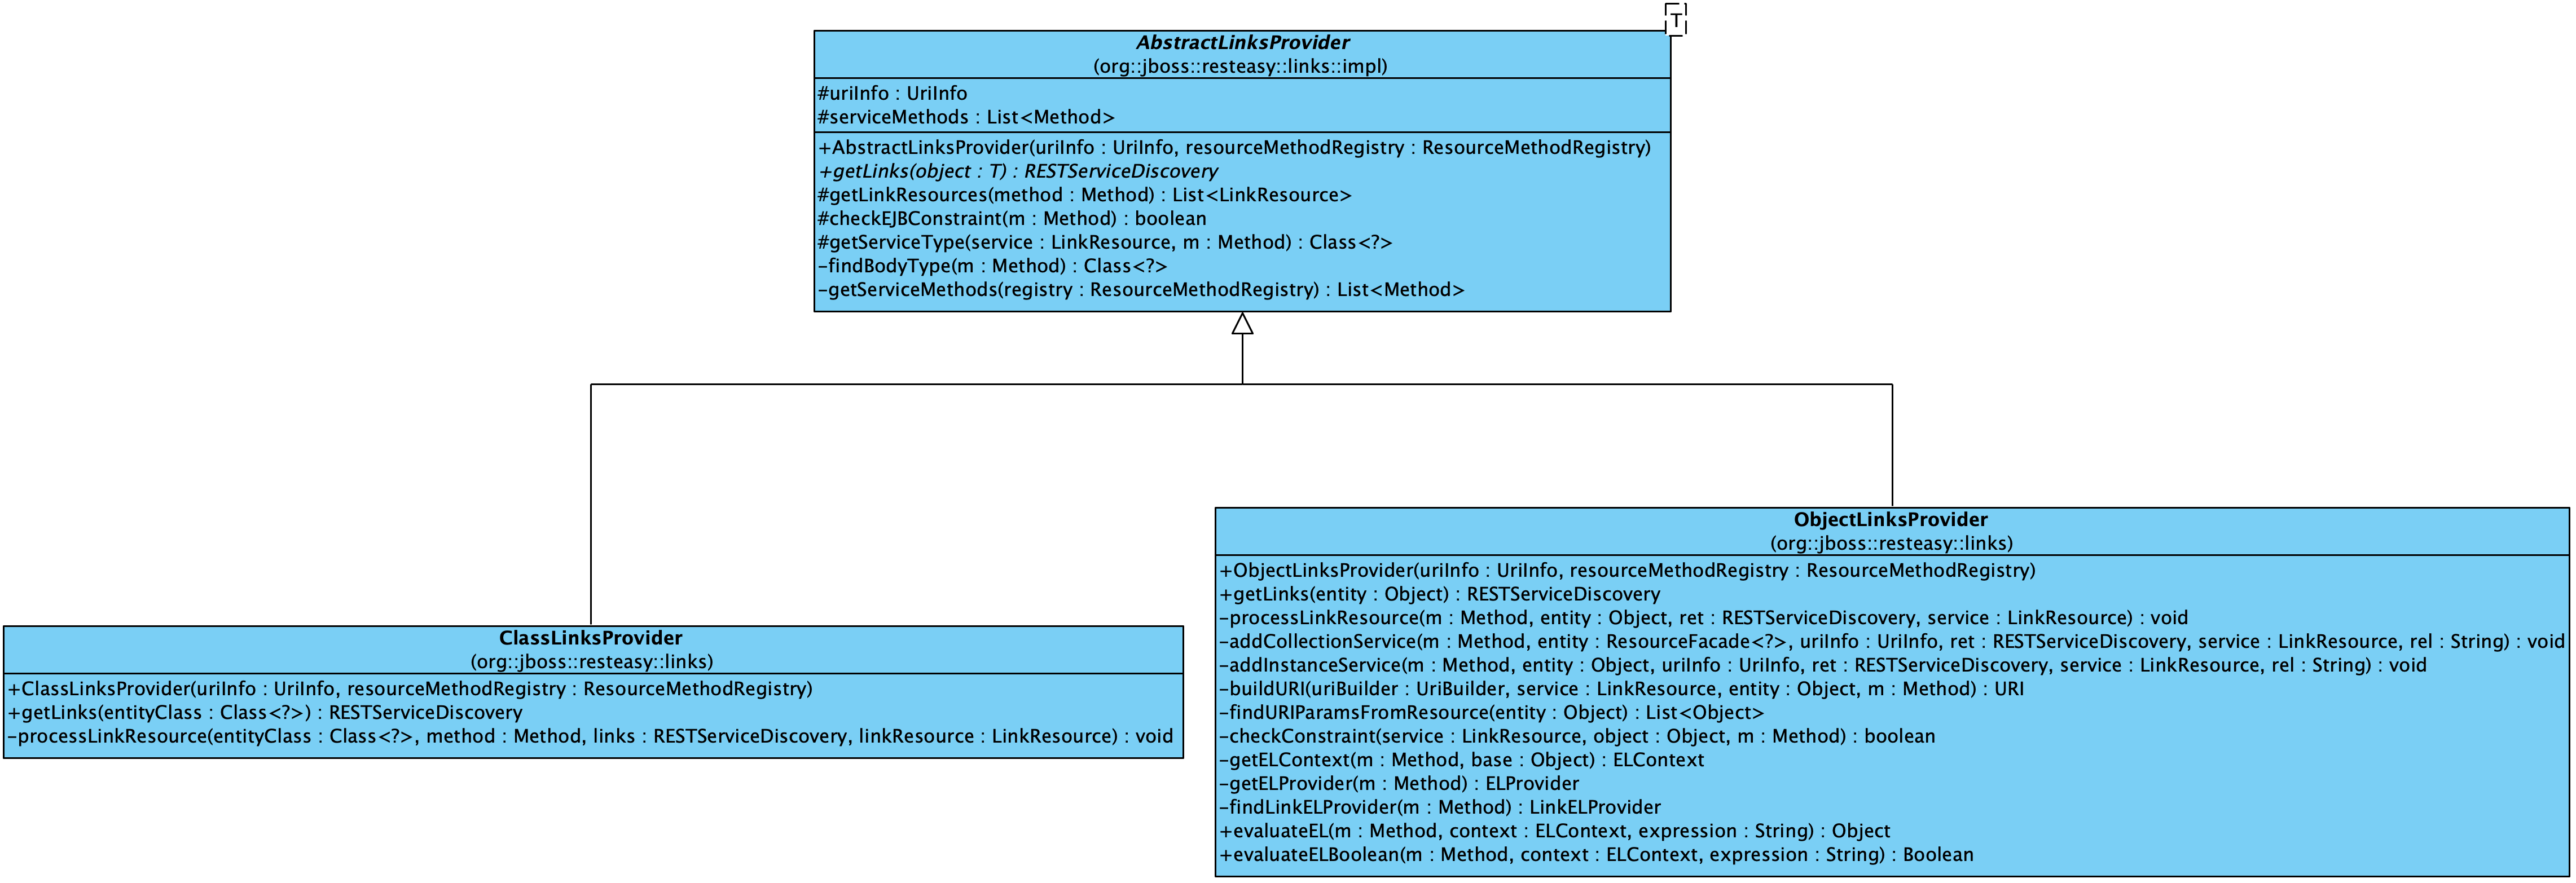 T
AbstractLinksProvider
(org::jboss::resteasy::links::impl)
#uriInfo : UriInfo
#serviceMethods : List<Method>
+AbstractLinksProvider(uriInfo : UriInfo, resourceMethodRegistry : ResourceMethodRegistry)
+getLinks(object : T) : RESTServiceDiscovery
#getLinkResources(method : Method) : List<LinkResource>
#checkEJBConstraint(m : Method) : boolean
#getServiceType(service : LinkResource, m : Method) : Class<?>
-findBodyType(m : Method) : Class<?>
-getServiceMethods(registry : ResourceMethodRegistry) : List<Method>
ClassLinksProvider
(org::jboss::resteasy::links)
+ClassLinksProvider(uriInfo : UriInfo, resourceMethodRegistry : ResourceMethodRegistry)
+getLinks(entityClass : Class<?>) : RESTServiceDiscovery
-processLinkResource(entityClass : Class<?>, method : Method, links : RESTServiceDiscovery, linkResource : LinkResource) : void
ObjectLinksProvider
(org::jboss::resteasy::links)
+ObjectLinksProvider(uriInfo : UriInfo, resourceMethodRegistry : ResourceMethodRegistry)
+getLinks(entity : Object) : RESTServiceDiscovery
-processLinkResource(m : Method, entity : Object, ret : RESTServiceDiscovery, service : LinkResource) : void
-addCollectionService(m : Method, entity : ResourceFacade<?>, uriInfo : UriInfo, ret : RESTServiceDiscovery, service : LinkResource, rel : String) : void
-addInstanceService(m : Method, entity : Object, uriInfo : UriInfo, ret : RESTServiceDiscovery, service : LinkResource, rel : String) : void
-buildURI(uriBuilder : UriBuilder, service : LinkResource, entity : Object, m : Method) : URI
-findURIParamsFromResource(entity : Object) : List<Object>
-checkConstraint(service : LinkResource, object : Object, m : Method) : boolean
-getELContext(m : Method, base : Object) : ELContext
-getELProvider(m : Method) : ELProvider
-findLinkELProvider(m : Method) : LinkELProvider
+evaluateEL(m : Method, context : ELContext, expression : String) : Object
+evaluateELBoolean(m : Method, context : ELContext, expression : String) : Boolean